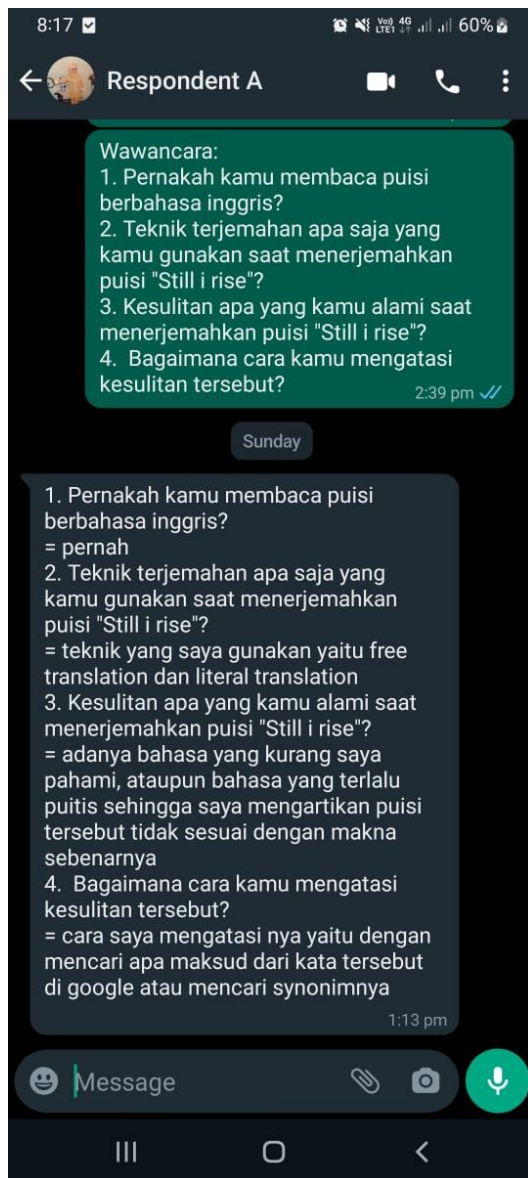 8:17
Vo)) 4G
LTE1 60%
Respondent A
Wawancara:
1. Pernakah kamu membaca puisi
berbahasa inggris?
2. Teknik terjemahan apa saja yang
kamu gunakan saat menerjemahkan
puisi "Still i rise"?
3. Kesulitan apa yang kamu alami saat
menerjemahkan puisi "Still i rise"?
4.  Bagaimana cara kamu mengatasi
kesulitan tersebut?
2:39 pm
Sunday
1. Pernakah kamu membaca puisi
berbahasa inggris?
= pernah
2. Teknik terjemahan apa saja yang
kamu gunakan saat menerjemahkan
puisi "Still i rise"?
= teknik yang saya gunakan yaitu free
translation dan literal translation
3. Kesulitan apa yang kamu alami saat
menerjemahkan puisi "Still i rise"?
= adanya bahasa yang kurang saya
pahami, ataupun bahasa yang terlalu
puitis sehingga saya mengartikan puisi
tersebut tidak sesuai dengan makna
sebenarnya
4.  Bagaimana cara kamu mengatasi
kesulitan tersebut?
= cara saya mengatasi nya yaitu dengan
mencari apa maksud dari kata tersebut
di google atau mencari synonimnya
1:13 pm
Message